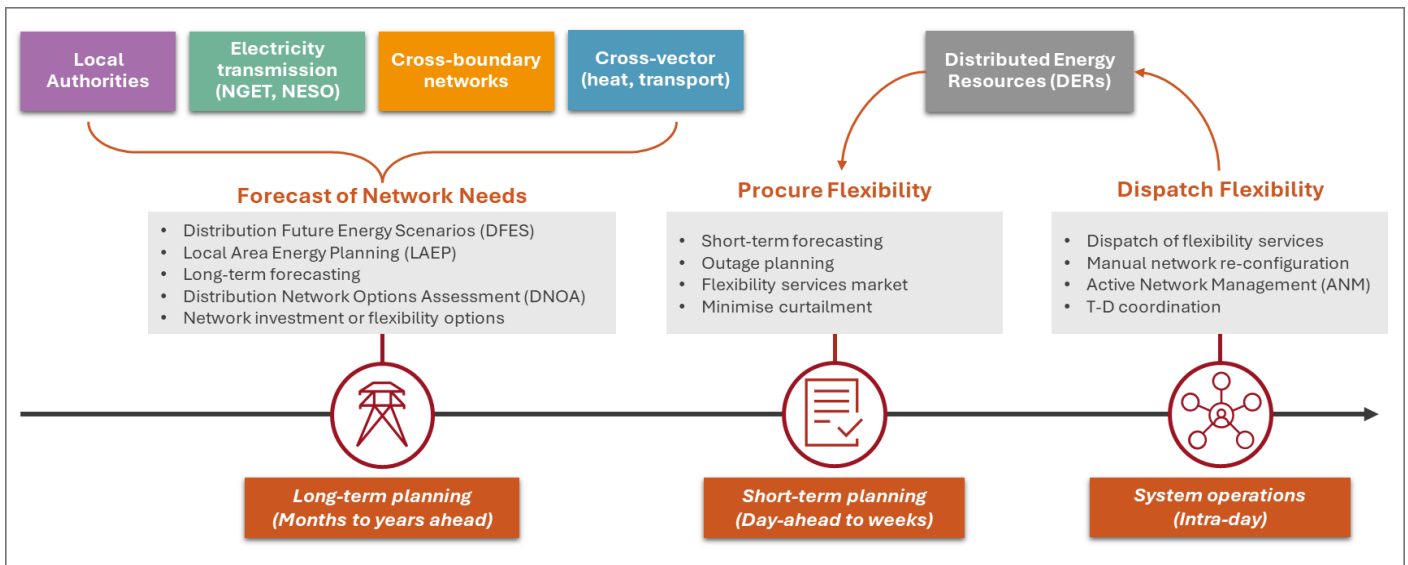 Local
Authorities
Electricity
transmission
(NGET, NESO)
Cross-boundary
networks
Cross-vector
(heat, transport)
Distributed Energy
Resources (DERs)
Forecast of Network Needs
• Distribution Future Energy Scenarios (DFES)
• Local Area Energy Planning (LAEP)
• Long-term forecasting
• Distribution Network Options Assessment (DNOA)
• Network investment or flexibility options
Procure Flexibility
• Short-term forecasting
• Outage planning
• Flexibility services market
• Minimise curtailment
Dispatch Flexibility
• Dispatch of flexibility services
• Manual network re-configuration
• Active Network Management (ANM)
• T-D coordination
Long-term planning
(Months to years ahead)
Short-term planning
(Day-ahead to weeks)
System operations
(Intra-day)